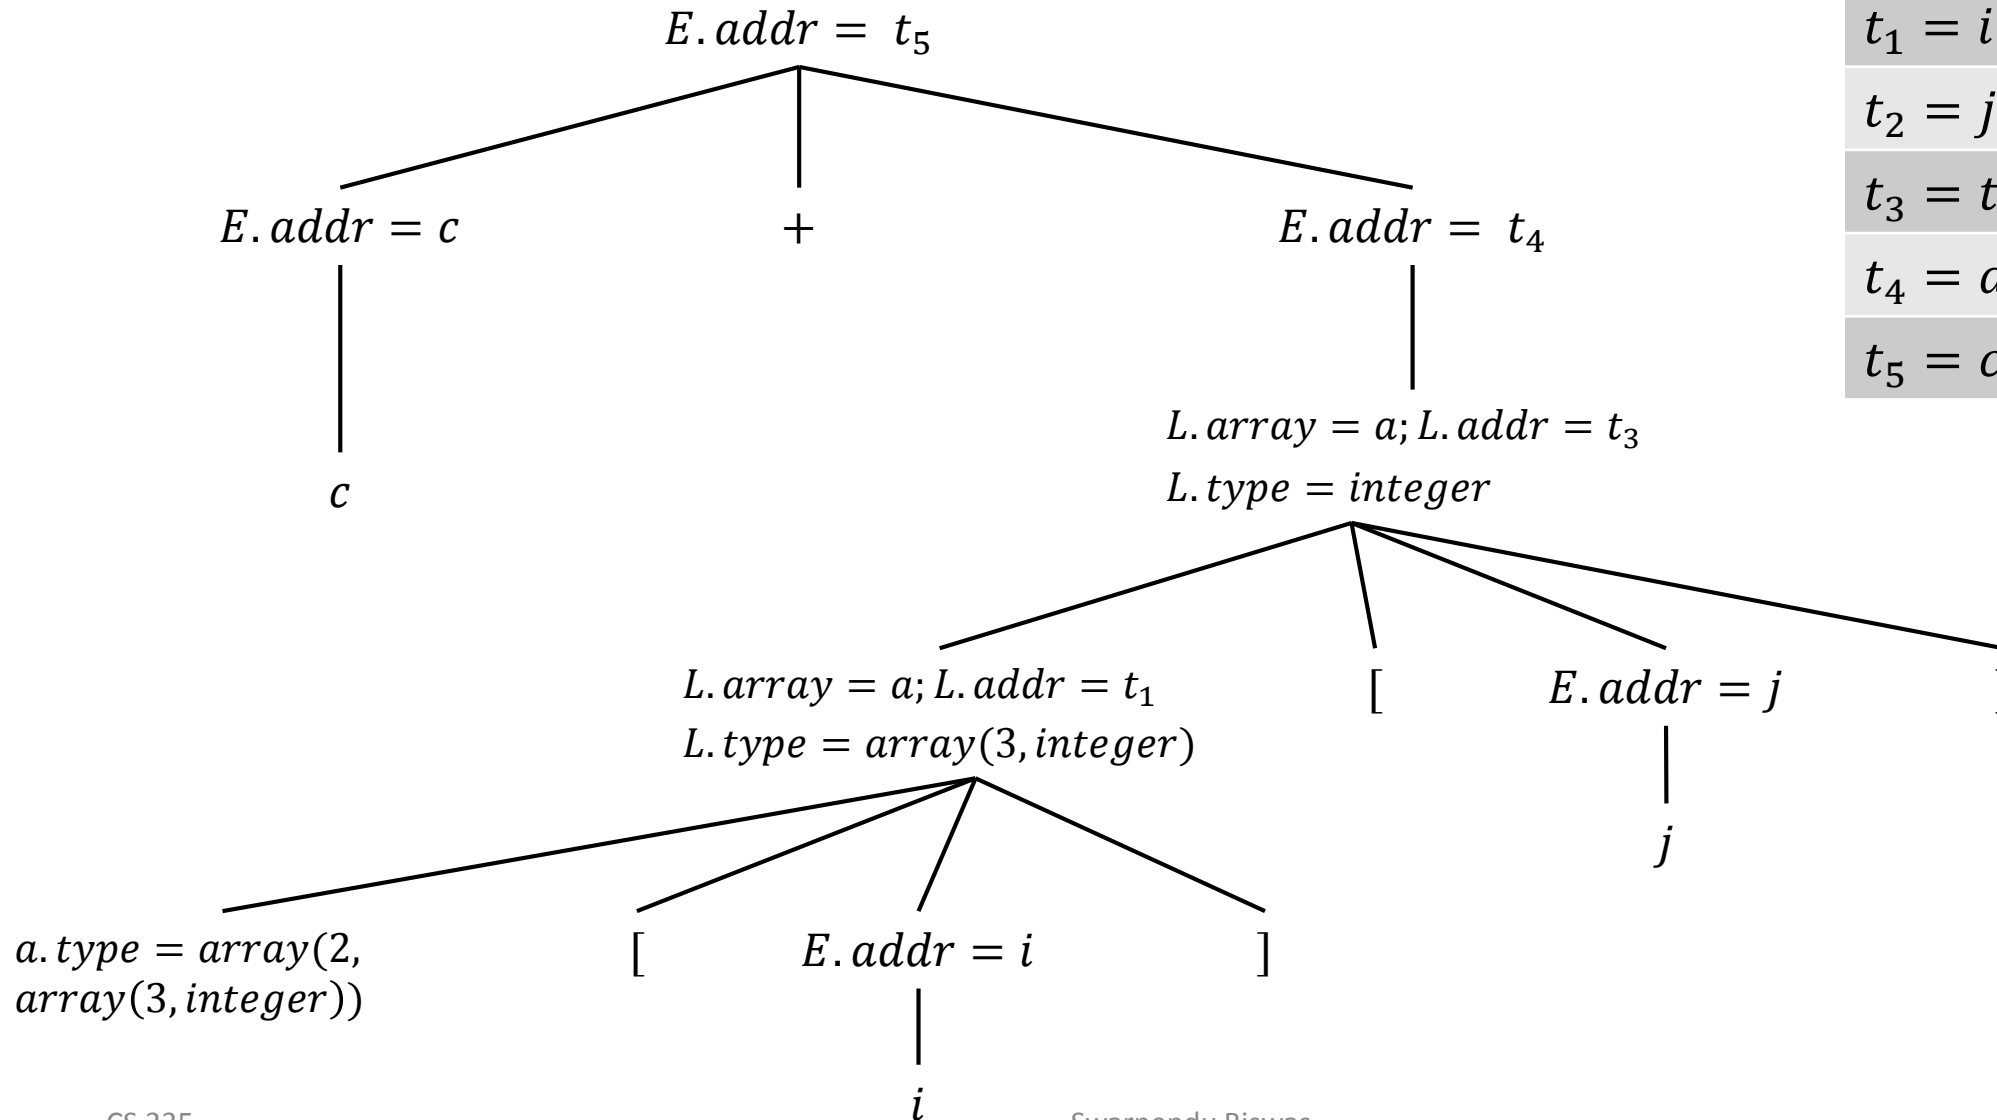 E.addr = t₅
t₁ = i
t₂ = j
t₃ = t
t₄ = a
t₅ = c
E.addr = c
+
E.addr = t₄
c
L.array = a; L.addr = t₃
L.type = integer
L.array = a; L.addr = t₁
L.type = array(3, integer)
[
E.addr = j
j
a.type = array(2,
array(3, integer))
[
E.addr = i
]
i